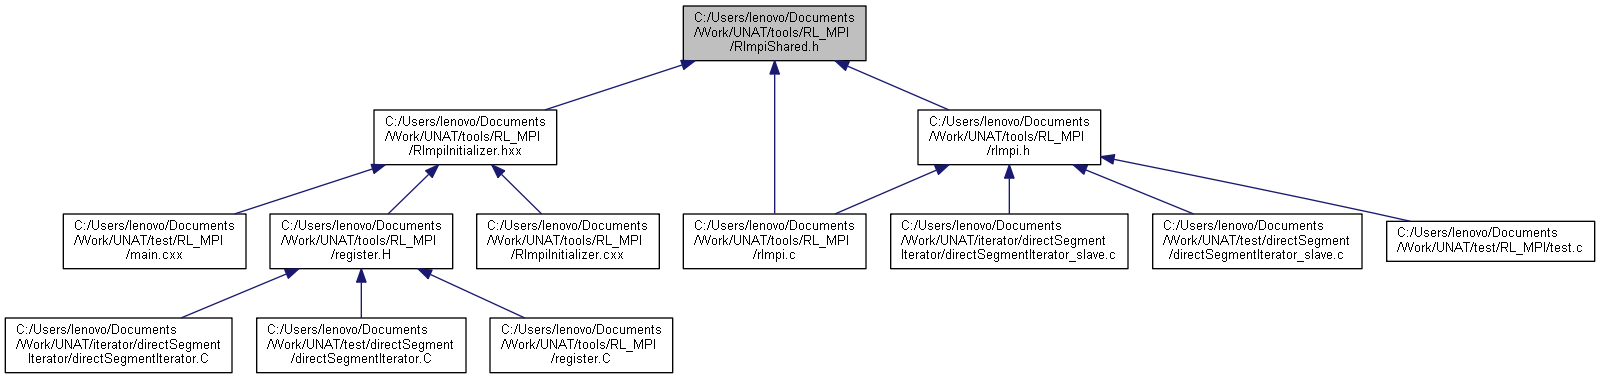 C:/Users/lenovo/Documents
/Work/UNAT/tools/RL_MPI
/RlmpiShared.h
C:/Users/lenovo/Documents
/Work/UNAT/tools/RL_MPI
/RlmpiInitializer.hxx
C:/Users/lenovo/Documents
/Work/UNAT/tools/RL_MPI
/rlmpi.h
C:/Users/lenovo/Documents
/Work/UNAT/test/RL_MPI
/main.cxx
C:/Users/lenovo/Documents
/Work/UNAT/tools/RL_MPI
/register.H
C:/Users/lenovo/Documents
/Work/UNAT/tools/RL_MPI
/RlmpiInitializer.cxx
C:/Users/lenovo/Documents
/Work/UNAT/tools/RL_MPI
/rlmpi.c
C:/Users/lenovo/Documents
/Work/UNAT/iterator/directSegment
Iterator/directSegmentIterator_slave.c
C:/Users/lenovo/Documents
/Work/UNAT/test/directSegment
/directSegmentIterator_slave.c
C:/Users/lenovo/Documents
/Work/UNAT/test/RL_MPI/test.c
C:/Users/lenovo/Documents
/Work/UNAT/iterator/directSegment
Iterator/directSegmentIterator.C
C:/Users/lenovo/Documents
/Work/UNAT/test/directSegment
/directSegmentIterator.C
C:/Users/lenovo/Documents
/Work/UNAT/tools/RL_MPI
/register.C